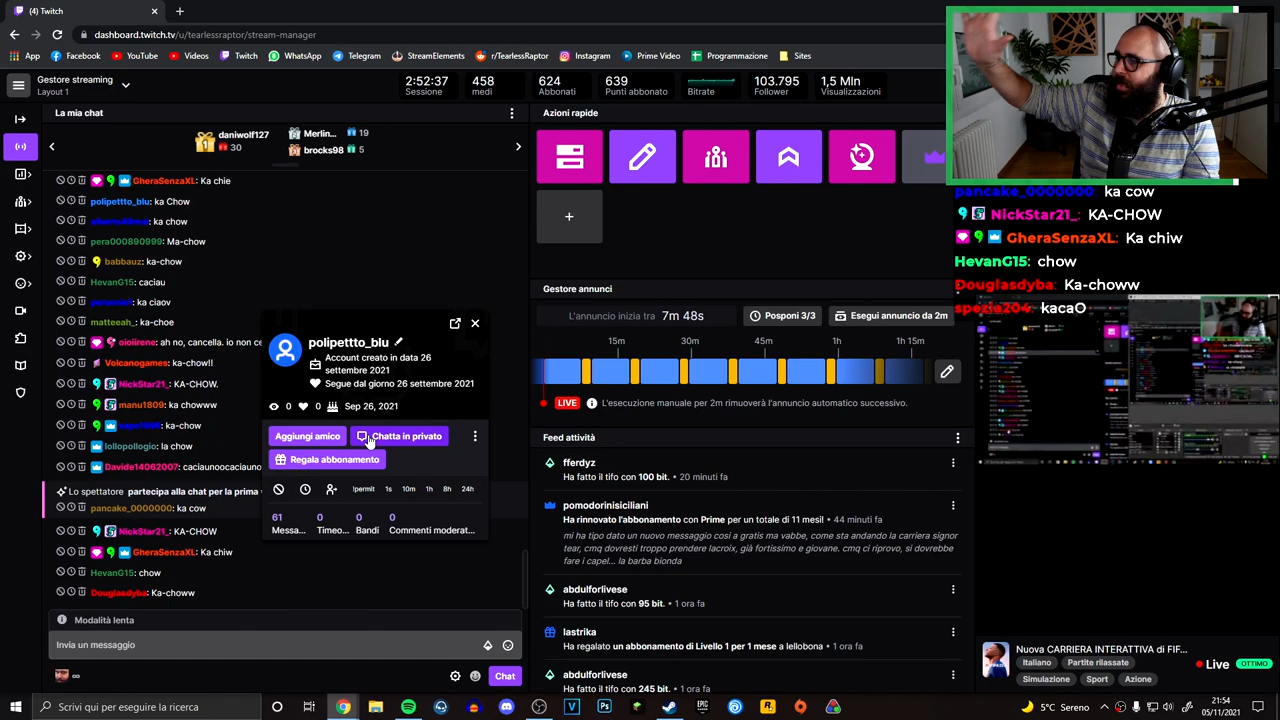 (4) Twitch
dashboard.twitch.tv/u/tearlessraptor/stream-manager
App Facebook YouTube Videos Twitch WhatsApp Telegram StreamElements r/TearlessRaptor Instagram Prime Video Programmazione Sites
Gestore streaming
Layout 1
2:52:37
Sessione
458
medi
624
Abbonati
639
Punti abbonato
Bitrate
103.795
Follower
1,5 Mln
Visualizzazioni
La mia chat
daniwolf127
30
Merlin... 19
brocks98 5
GheraSenzaXL: Ka chie
polipettto_blu: ka Chow
: ka chow
pera000890999: Ma-chow
babbauz: ka-chow
HevanG15: caciau
: ka ciaov
matteeah_: ka-choe
oioiirene: ah no, cancella. io non ce
Volcanogames: ka-chow
NickStar21_: KA-CHOW.
manu1809: ka choww
: ka-chow
lollopollogio: la chow
Davide14062007: caciaunoocao
Lo spettatore partecipa alla chat per la prima
pancake_0000000: ka cow
NickStar21_: KA-CHOW
GheraSenzaXL: Ka chiw
HevanG15: chow
Douglasdyba: Ka-choww
polipettto_blu
Account creato in data 26
settembre 202
Segue dal giorno 26 sette
Sep 26, 2
Aggiungi amico
Chatta in privato
Regala abbonamento
!permit 1s 10m 1h 8h 24h
61 0 0 0
Messa... Timeo... Bandi Commenti moderat...
Modalità lenta
Invia un messaggio
Chat
Azioni rapide
Gestore annunci
L'annuncio inizia tra 7m 48s
Posponi 3/3
Esegui annuncio da 2m
15m 30m 45m 1h 1h 15m
LIVE L'esecuzione manuale per 2m rimuoverà l'annuncio automatico successivo.
Feed attività
fferdyz
Ha fatto il tifo con 100 bit. • 20 minuti fa
pomodorinisiciliani
Ha rinnovato l'abbonamento con Prime per un totale di 11 mesi! • 44 minuti fa
mi ha tipo dato un nuovo messaggio così a gratis ma vabbe, come sta andando la carriera signor
tear, cmq dovresti troppo prendere lacroix, già fortissimo e giovane. cmq ci riprovo, si dovrebbe
fare i capel... la barba bionda
abdulforlivese
Ha fatto il tifo con 95 bit. • 1 ora fa
lastrika
Ha regalato un abbonamento di Livello 1 per 1 mese a lellobona • 1 ora fa
abdulforlivese
Ha fatto il tifo con 245 bit. • 1 ora fa
pancake_0000000: ka cow
NickStar21_: KA-CHOW
GheraSenzaXL: Ka chiw
HevanG15: chow
Douglasdyba: Ka-choww
spezia204: kacaO
Nuova CARRIERA INTERATTIVA di FIF...
Italiano Partite rilassate
Simulazione Sport Azione
Live OTTIMO
Scrivi qui per eseguire la ricerca
5°C Sereno
21:54
05/11/2021